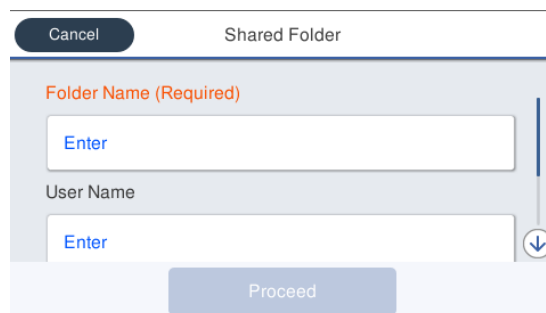 Cancel
Shared Folder
Folder Name (Required)
Enter
User Name
Enter
Proceed